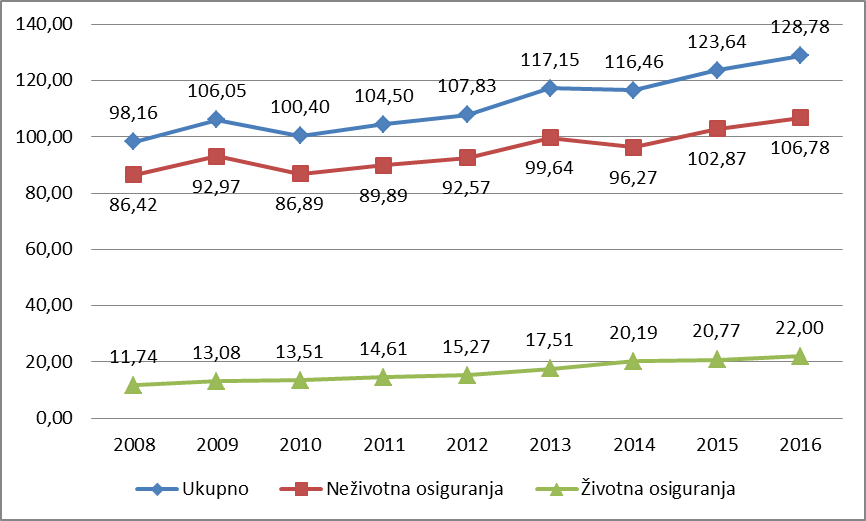 140,00
120,00
100,00
80,00
60,00
40,00
20,00
0,00
98,16 106,05 100,40 104,50 107,83 117,15 116,46 123,64 128,78
86,42 92,97 86,89 89,89 92,57 99,64 96,27 102,87 106,78
11,74 13,08 13,51 14,61 15,27 17,51 20,19 20,77 22,00
2008 2009 2010 2011 2012 2013 2014 2015 2016
Ukupno Neživotna osiguranja Životna osiguranja